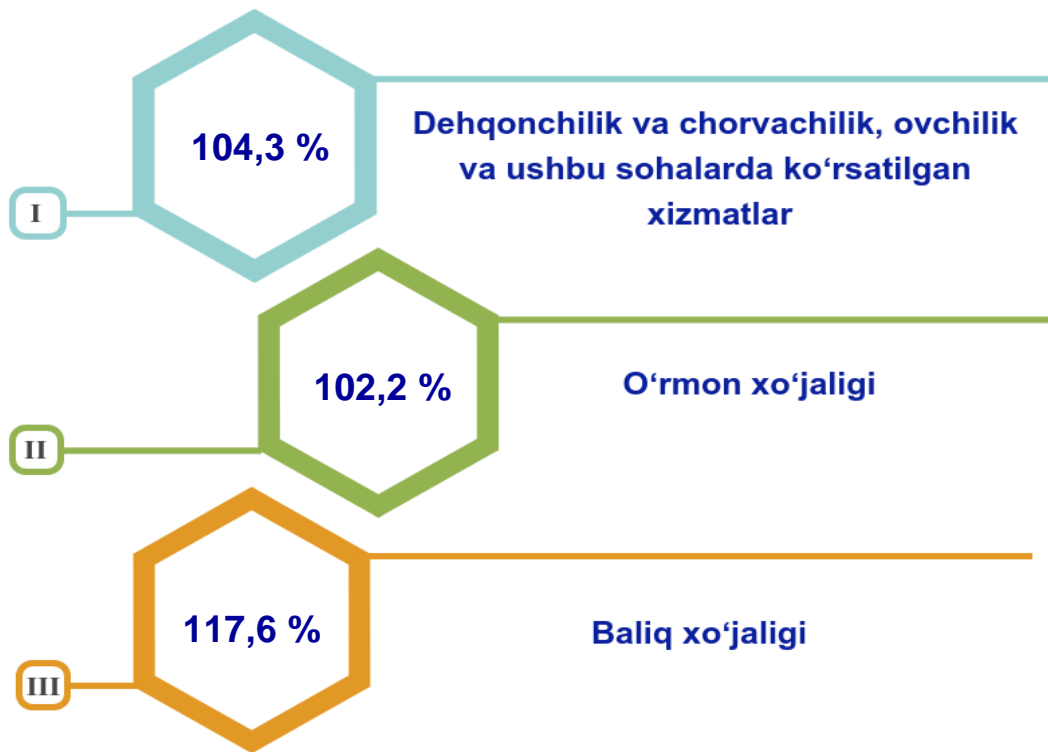 104,3 %
Dehqonchilik va chorvachilik, ovchilik
va ushbu sohalarda ko‘rsatilgan
xizmatlar
I
102,2 %
O‘rmon xo‘jaligi
II
117,6 %
Baliq xo‘jaligi
III